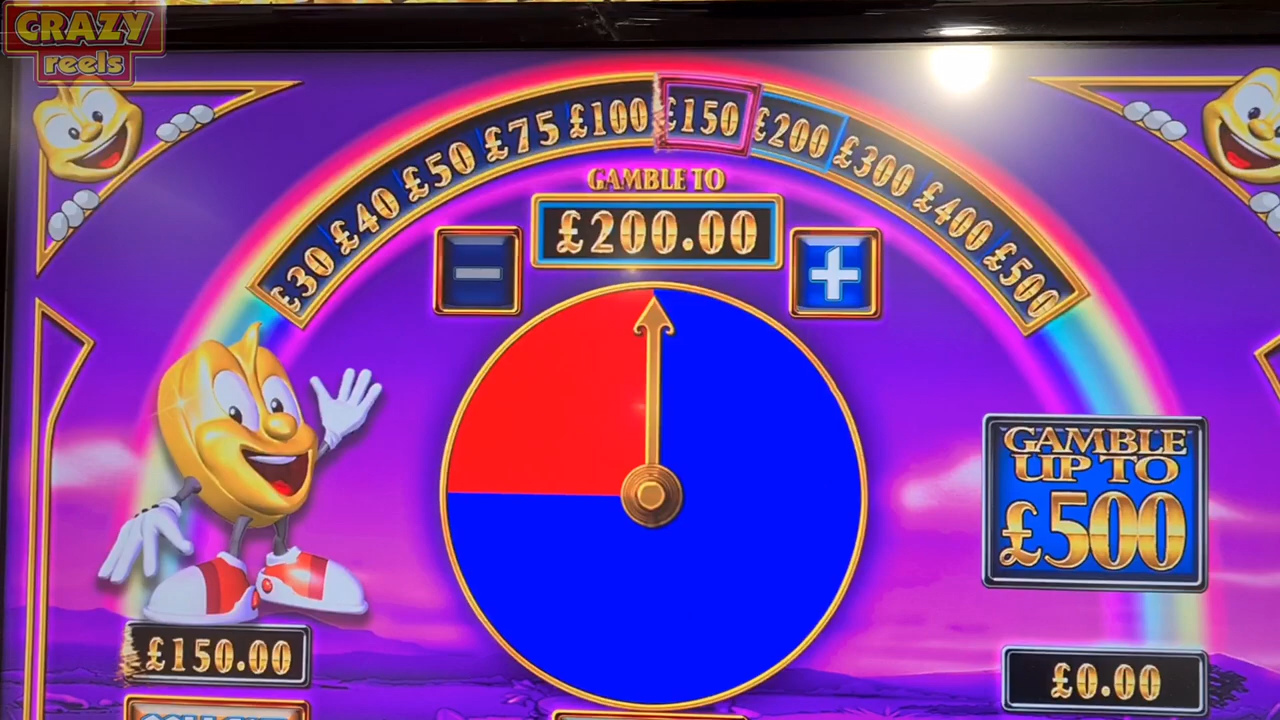 CRAZY
reels
£30 £40 £50 £75 £100 £150 £200 £300 £400 £500
GAMBLE TO
£200.00
GAMBLE
UP TO
£500
£150.00
£0.00